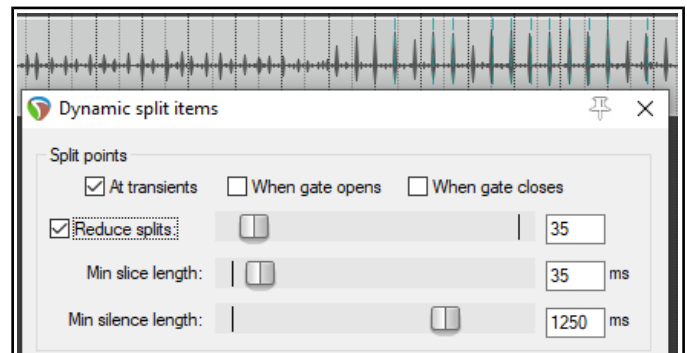 Dynamic split items
Split points
At transients When gate opens When gate closes
Reduce splits: 35
Min slice length: 35 ms
Min silence length: 1250 ms